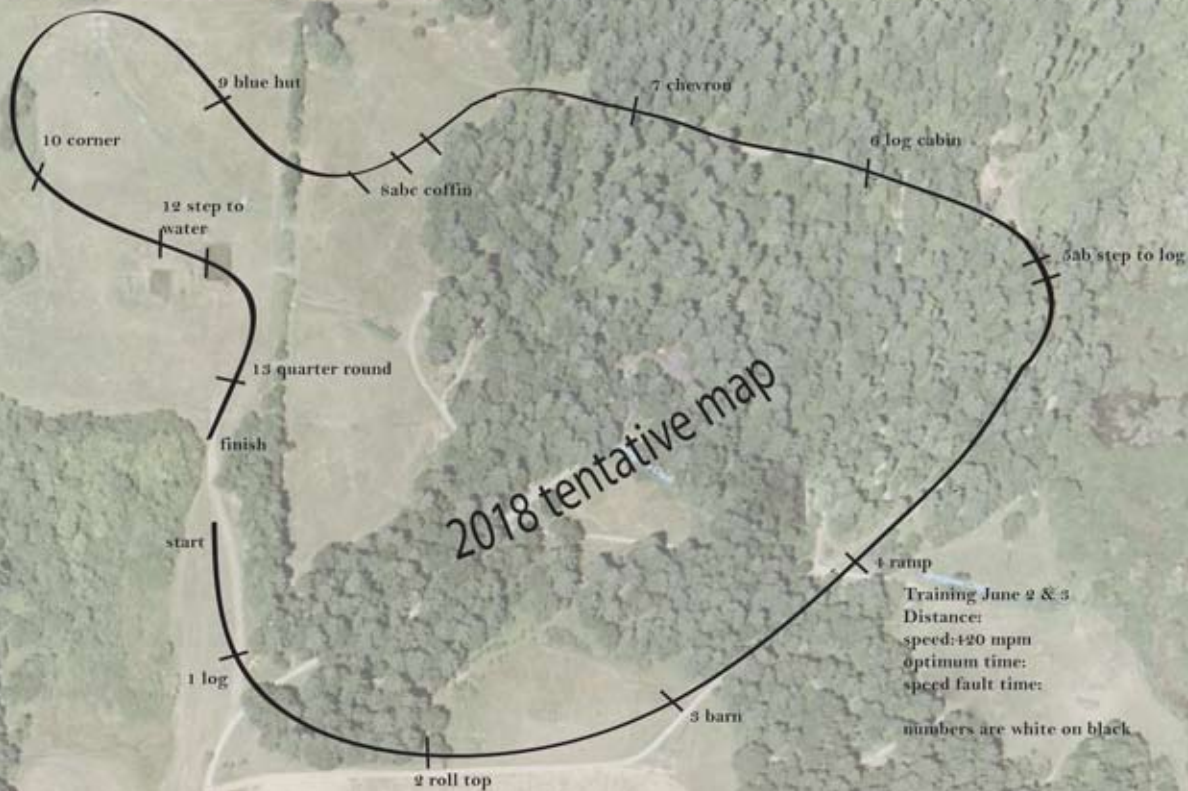 9 blue hut
7 chevron
10 corner
6 log cabin
8abc coffin
12 step to
water
5ab step to log
13 quarter round
2018 tentative map
finish
start
4 ramp
Training June 2 & 3
Distance:
speed:420 mpm
optimum time:
speed fault time:
1 log
3 barn
numbers are white on black
2 roll top